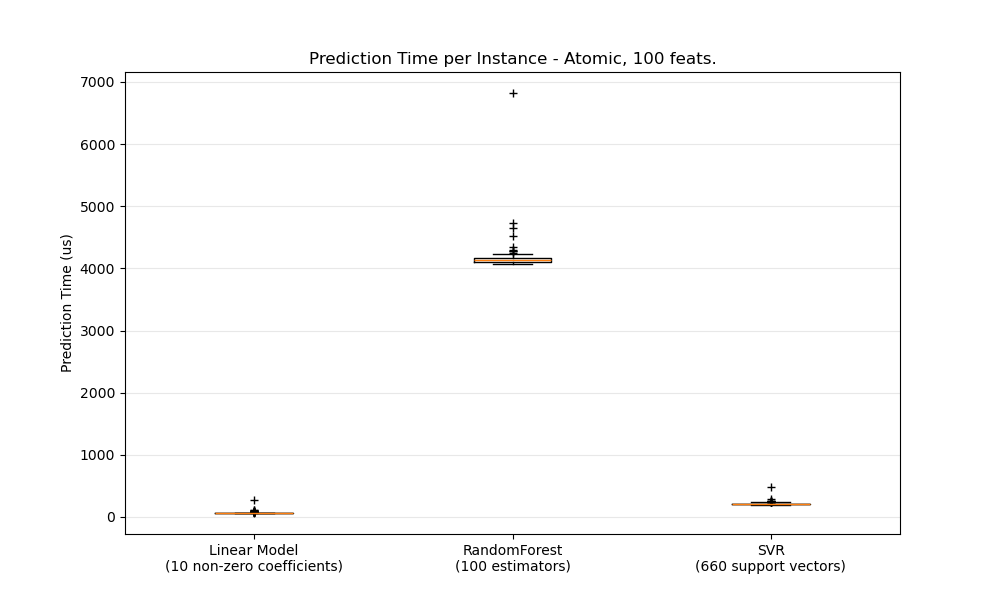 Prediction Time per Instance - Atomic, 100 feats.
Prediction Time (us)
7000
6000
5000
4000
3000
2000
1000
0
Linear Model
(10 non-zero coefficients)
RandomForest
(100 estimators)
SVR
(660 support vectors)